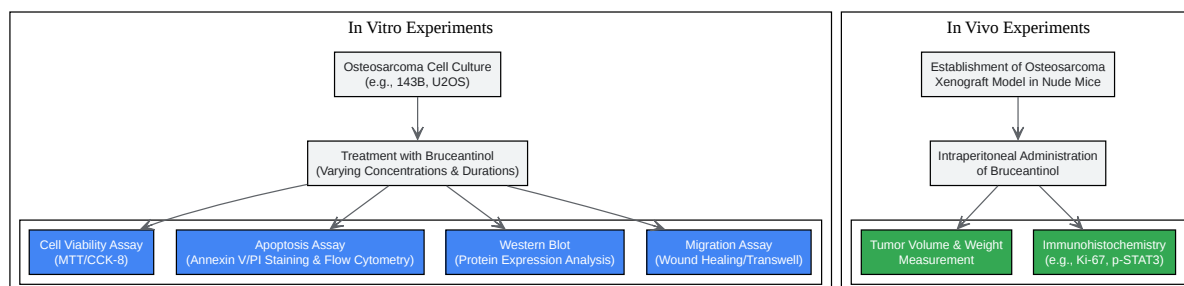 In Vitro Experiments
Osteosarcoma Cell Culture
(e.g., 143B, U2OS)
Treatment with Bruceantinol
(Varying Concentrations & Durations)
Cell Viability Assay
(MTT/CCK-8)
Apoptosis Assay
(Annexin V/PI Staining & Flow Cytometry)
Western Blot
(Protein Expression Analysis)
Migration Assay
(Wound Healing/Transwell)
In Vivo Experiments
Establishment of Osteosarcoma
Xenograft Model in Nude Mice
Intraperitoneal Administration
of Bruceantinol
Tumor Volume & Weight
Measurement
Immunohistochemistry
(e.g., Ki-67, p-STAT3)